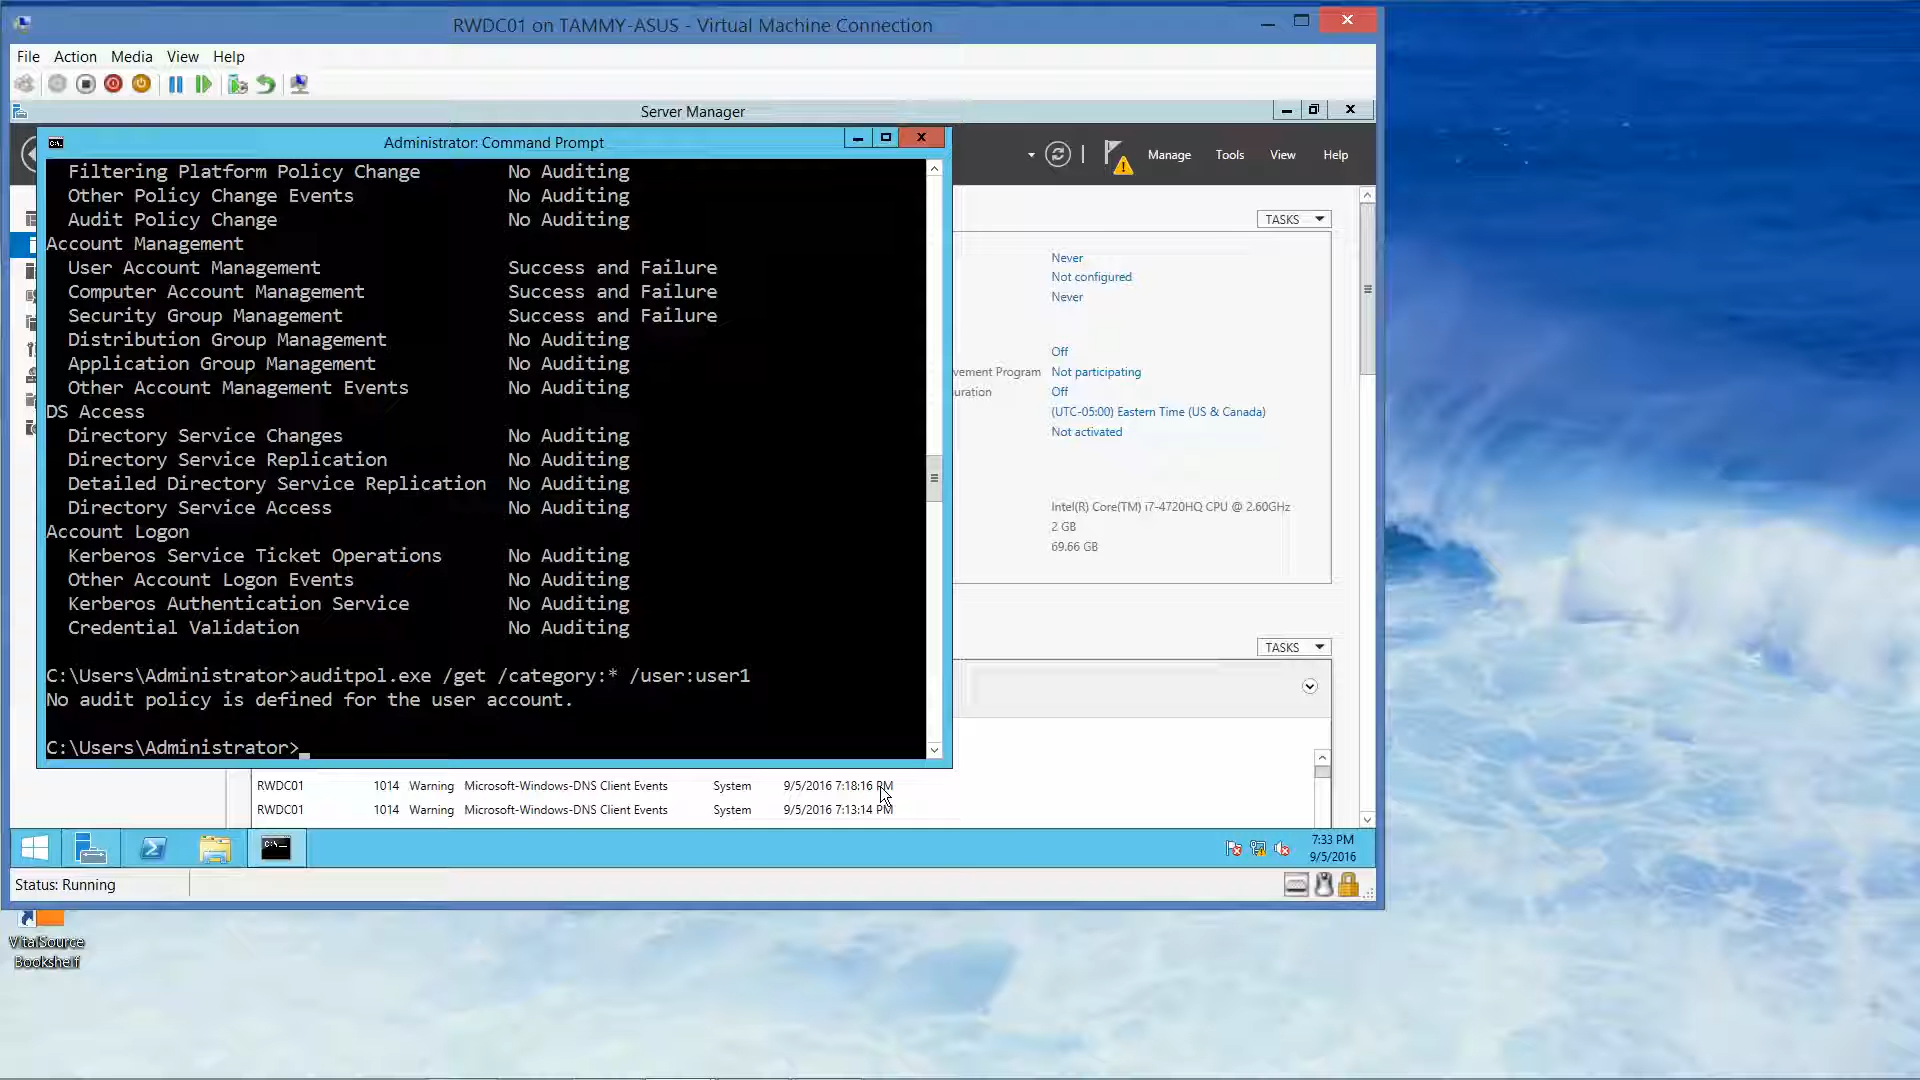 RWDC01 on TAMMY-ASUS - Virtual Machine Connection
File Action Media View Help
Server Manager
Administrator: Command Prompt
Manage Tools View Help
Filtering Platform Policy Change No Auditing
Other Policy Change Events No Auditing
Audit Policy Change No Auditing
Account Management
User Account Management Success and Failure
Computer Account Management Success and Failure
Security Group Management Success and Failure
Distribution Group Management No Auditing
Application Group Management No Auditing
Other Account Management Events No Auditing
DS Access
Directory Service Changes No Auditing
Directory Service Replication No Auditing
Detailed Directory Service Replication No Auditing
Directory Service Access No Auditing
Account Logon
Kerberos Service Ticket Operations No Auditing
Other Account Logon Events No Auditing
Kerberos Authentication Service No Auditing
Credential Validation No Auditing
C:\Users\Administrator>auditpol.exe /get /category:* /user:user1
No audit policy is defined for the user account.
C:\Users\Administrator>
TASKS
Never
Not configured
Never
Off
vement Program Not participating
uration Off
(UTC-05:00) Eastern Time (US & Canada)
Not activated
Intel(R) Core(TM) i7-4720HQ CPU @ 2.60GHz
2 GB
69.66 GB
TASKS
RWDC01 1014 Warning Microsoft-Windows-DNS Client Events System 9/5/2016 7:18:16 PM
RWDC01 1014 Warning Microsoft-Windows-DNS Client Events System 9/5/2016 7:13:14 PM
7:33 PM
9/5/2016
Status: Running
VitalSource
Bookshelf